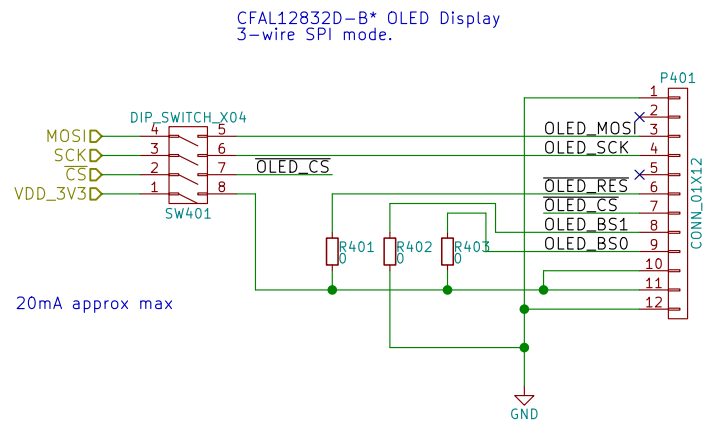 CFAL12832D-B* OLED Display
3-wire SPI mode.
P401
DIP_SWITCH_X04
1
2
MOSI
4
5
OLED_MOSI
3
SCK
3
6
OLED_SCK
4
CS
2
7
OLED_CS
5
VDD_3V3
1
8
OLED_RES
6
SW401
OLED_CS
7
OLED_BS1
8
R401
0
R402
0
R403
0
OLED_BS0
9
CONN_01X12
10
11
12
20mA approx max
GND